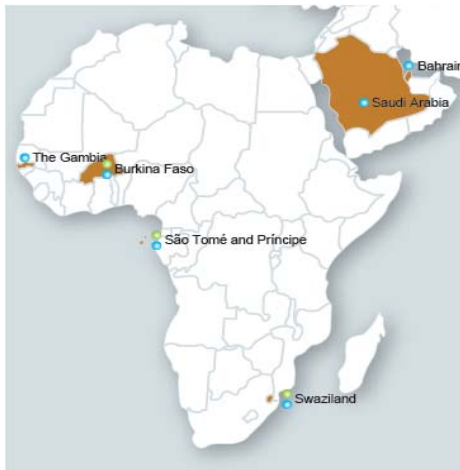 Bahrain
Saudi Arabia
The Gambia
Burkina Faso
São Tomé and Príncipe
Swaziland